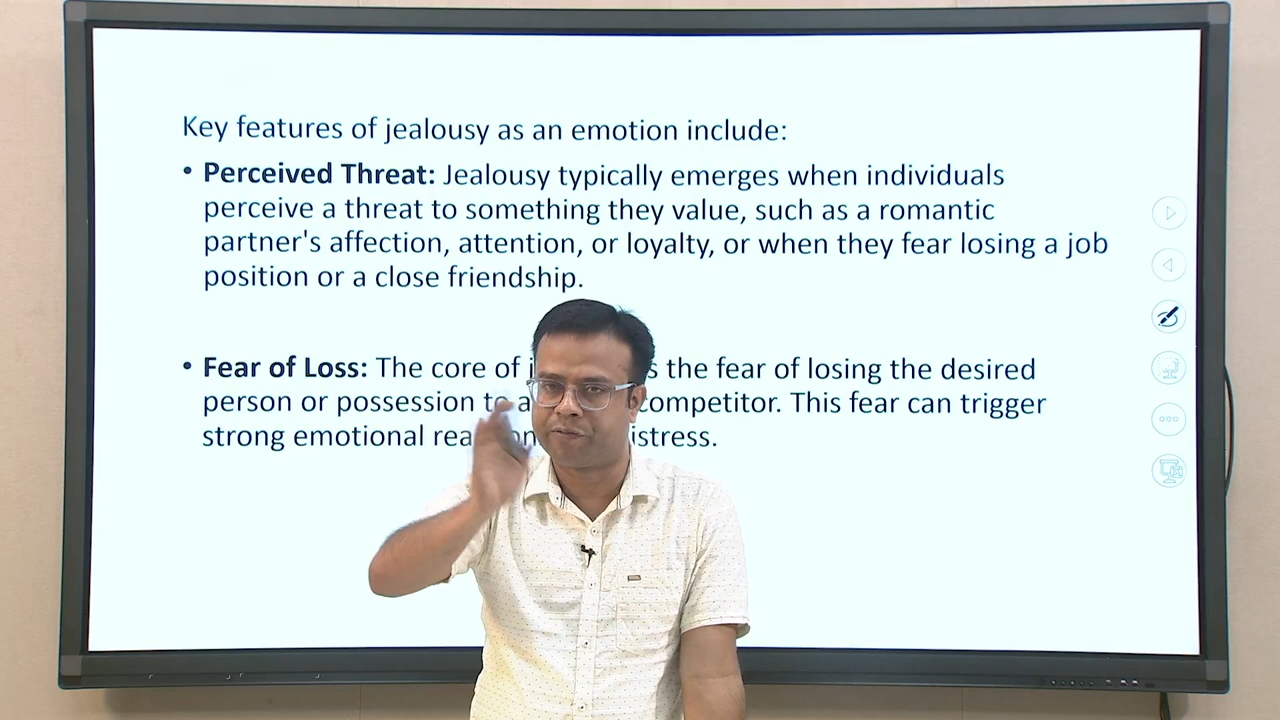 Key features of jealousy as an emotion include:
• Perceived Threat: Jealousy typically emerges when individuals
perceive a threat to something they value, such as a romantic
partner's affection, attention, or loyalty, or when they fear losing a job
position or a close friendship.
• Fear of Loss: The core of is the fear of losing the desired
person or possession to a competitor. This fear can trigger
strong emotional